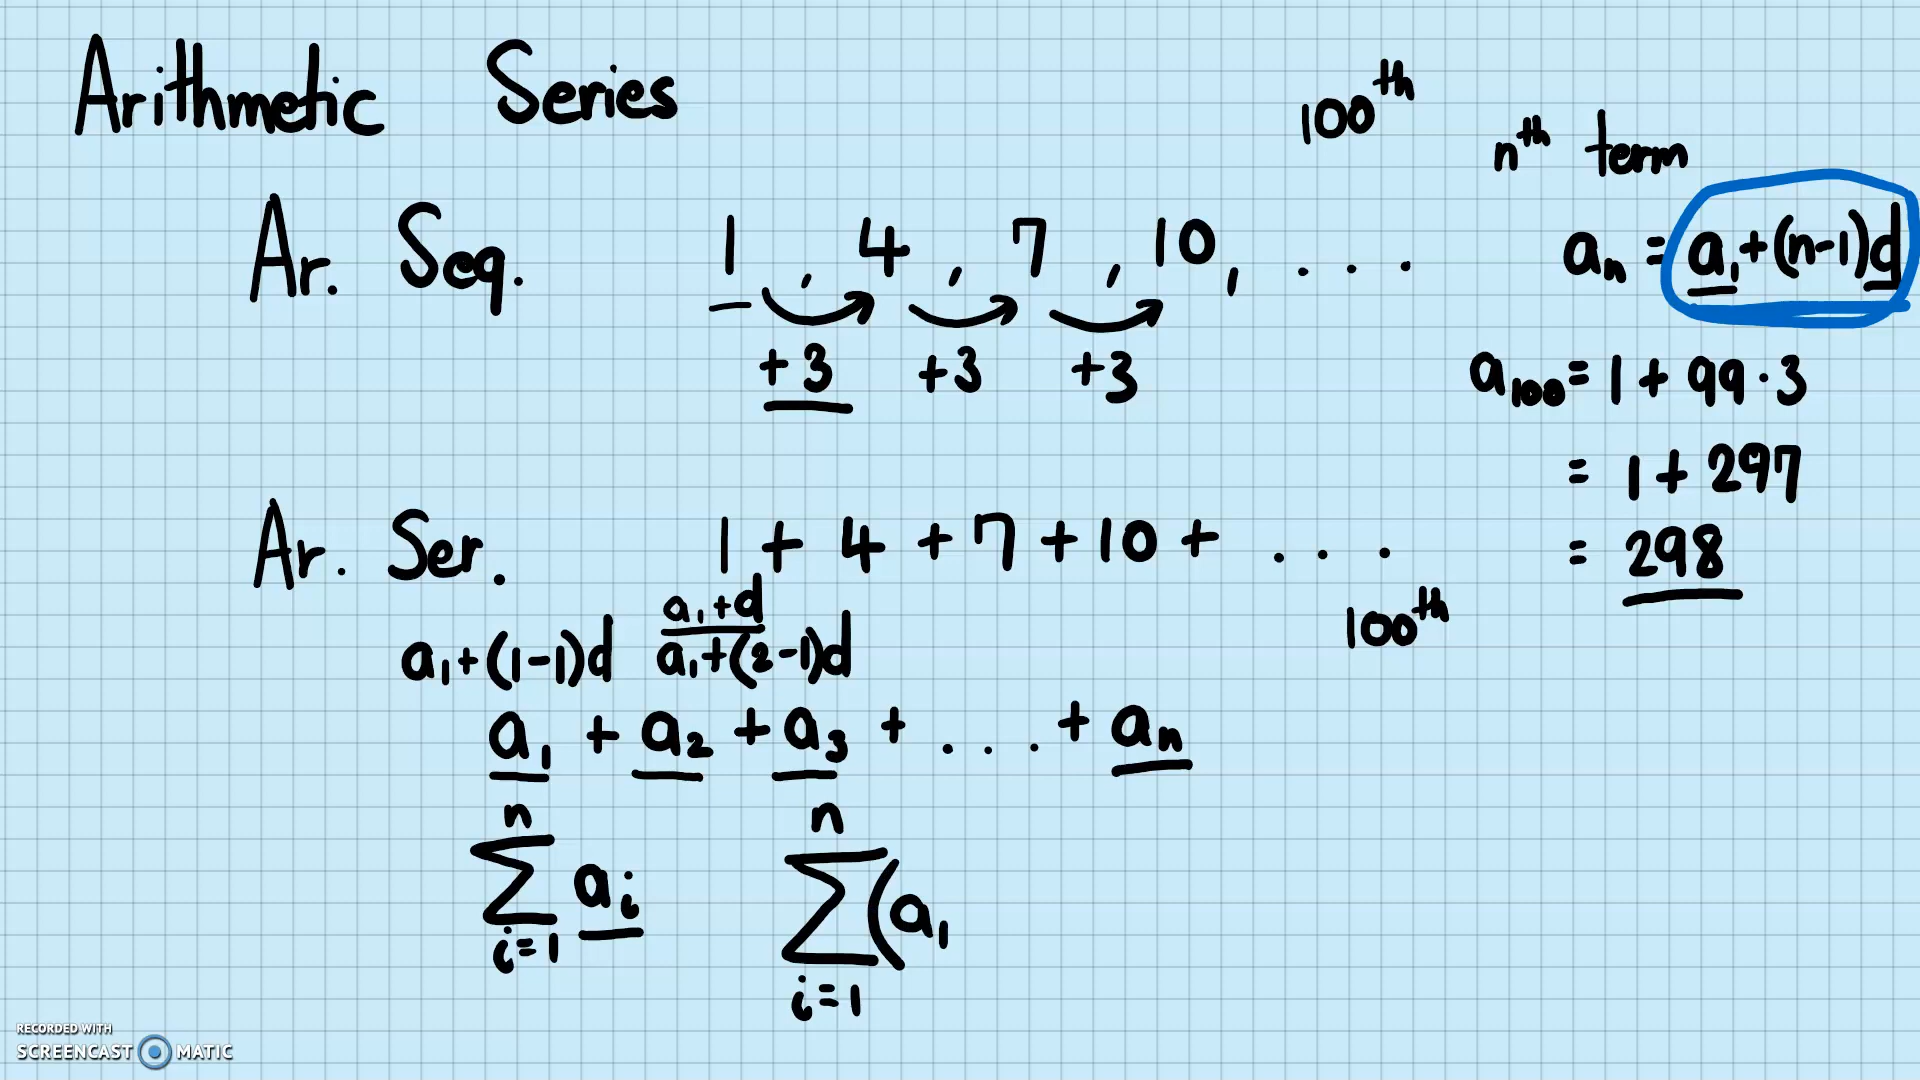 Arithmetic Series
100th
nth term
Ar. Seq. 1, 4, 7, 10, . . .
an = a1+(n-1)d
+3 +3 +3
a100 = 1 + 99·3
= 1 + 297
= 298
Ar. Ser. 1 + 4 + 7 + 10 + . . .
100th
a1+d
a1+(1-1)d a1+(2-1)d
a1 + a2 + a3 + . . . + an
n n
∑ ai ∑(a1
i=1 i=1
RECORDED WITH
SCREENCAST MATIC